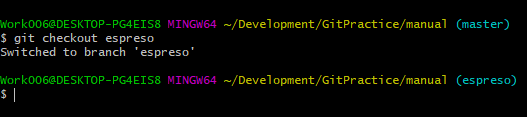 Work006@DESKTOP-PG4EIS8 MINGW64 ~/Development/GitPractice/manual (master)
$ git checkout espreso
Switched to branch 'espreso'
Work006@DESKTOP-PG4EIS8 MINGW64 ~/Development/GitPractice/manual (espreso)
$